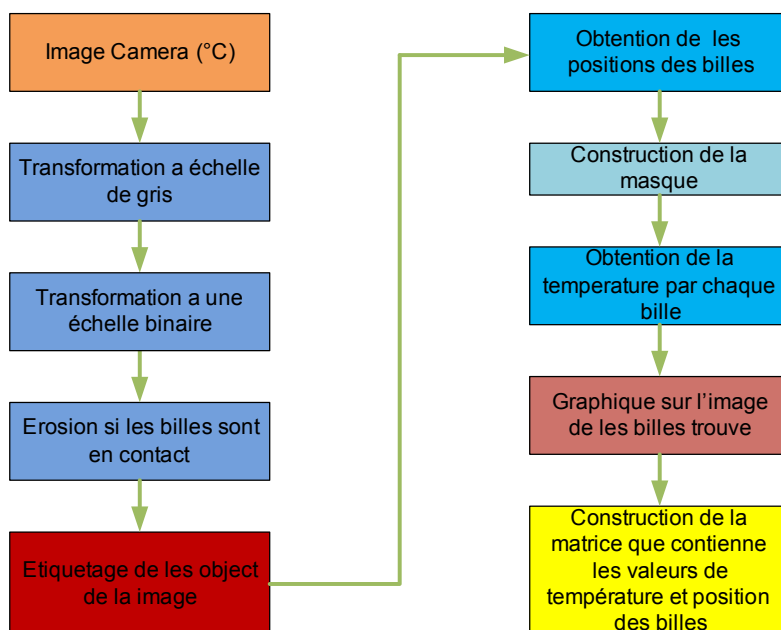 Image Camera (°C)
Transformation a échelle
de gris
Transformation a une
échelle binaire
Erosion si les billes sont
en contact
Etiquetage de les object
de la image
Obtention de les
positions des billes
Construction de la
masque
Obtention de la
temperature par chaque
bille
Graphique sur l'image
de les billes trouve
Construction de la
matrice que contienne
les valeurs de
température et position
des billes